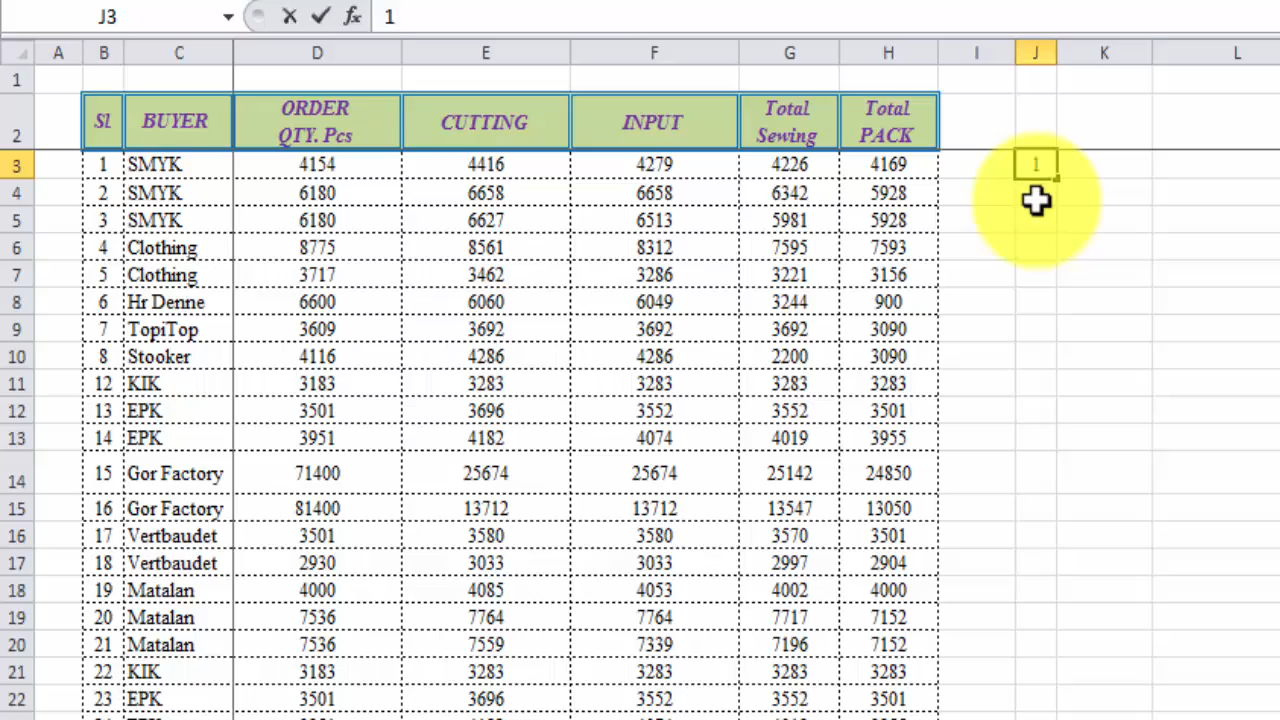 J3 fx 1
A B C D E F G H I J K L
1
2 Sl BUYER ORDER QTY. Pcs CUTTING INPUT Total Sewing Total PACK
3 1 SMYK 4154 4416 4279 4226 4169 1
4 2 SMYK 6180 6658 6658 6342 5928
5 3 SMYK 6180 6627 6513 5981 5928
6 4 Clothing 8775 8561 8312 7595 7593
7 5 Clothing 3717 3462 3286 3221 3156
8 6 Hr Denne 6600 6060 6049 3244 900
9 7 TopiTop 3609 3692 3692 3692 3090
10 8 Stooker 4116 4286 4286 2200 3090
11 12 KIK 3183 3283 3283 3283 3283
12 13 EPK 3501 3696 3552 3552 3501
13 14 EPK 3951 4182 4074 4019 3955
14 15 Gor Factory 71400 25674 25674 25142 24850
15 16 Gor Factory 81400 13712 13712 13547 13050
16 17 Vertbaudet 3501 3580 3580 3570 3501
17 18 Vertbaudet 2930 3033 3033 2997 2904
18 19 Matalan 4000 4085 4053 4002 4000
19 20 Matalan 7536 7764 7764 7717 7152
20 21 Matalan 7536 7559 7339 7196 7152
21 22 KIK 3183 3283 3283 3283 3283
22 23 EPK 3501 3696 3552 3552 3501